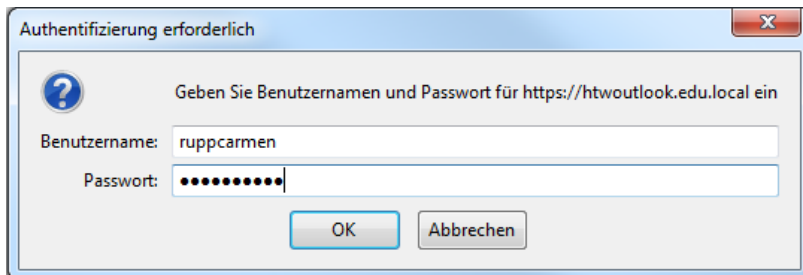 Authentifizierung erforderlich
Geben Sie Benutzernamen und Passwort für https://htwoutlook.edu.local ein
Benutzername: ruppcarmen
Passwort: ●●●●●●●●●●
OK Abbrechen